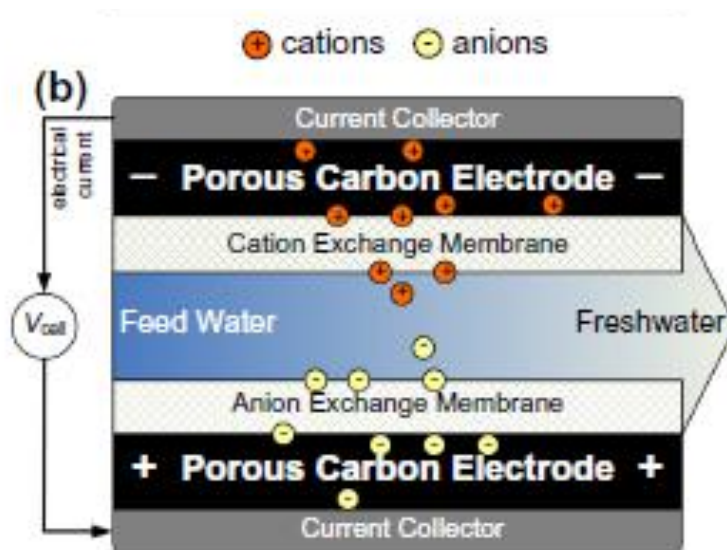 + cations - anions
(b)
Current Collector
electrical
current
− Porous Carbon Electrode −
Cation Exchange Membrane
Vcell
Feed Water
Freshwater
Anion Exchange Membrane
+ Porous Carbon Electrode +
Current Collector